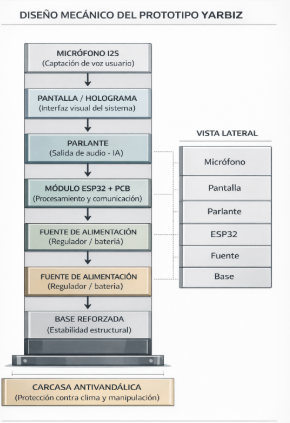 DISEÑO MECÁNICO DEL PROTOTIPO YARBIZ
MICRÓFONO I2S
(Captación de voz usuario)
PANTALLA / HOLOGRAMA
(Interfaz visual del sistema)
PARLANTE
(Salida de audio - IA)
MÓDULO ESP32 + PCB
(Procesamiento y comunicación)
FUENTE DE ALIMENTACIÓN
(Regulador / batería)
FUENTE DE ALIMENTACIÓN
(Regulador / bateria)
BASE REFORZADA
(Estabilidad estructural)
CARCASA ANTIVANDÁLICA
(Protección contra clima y manipulación)
VISTA LATERAL
Micrófono
Pantalla
Parlante
ESP32
Fuente
Base